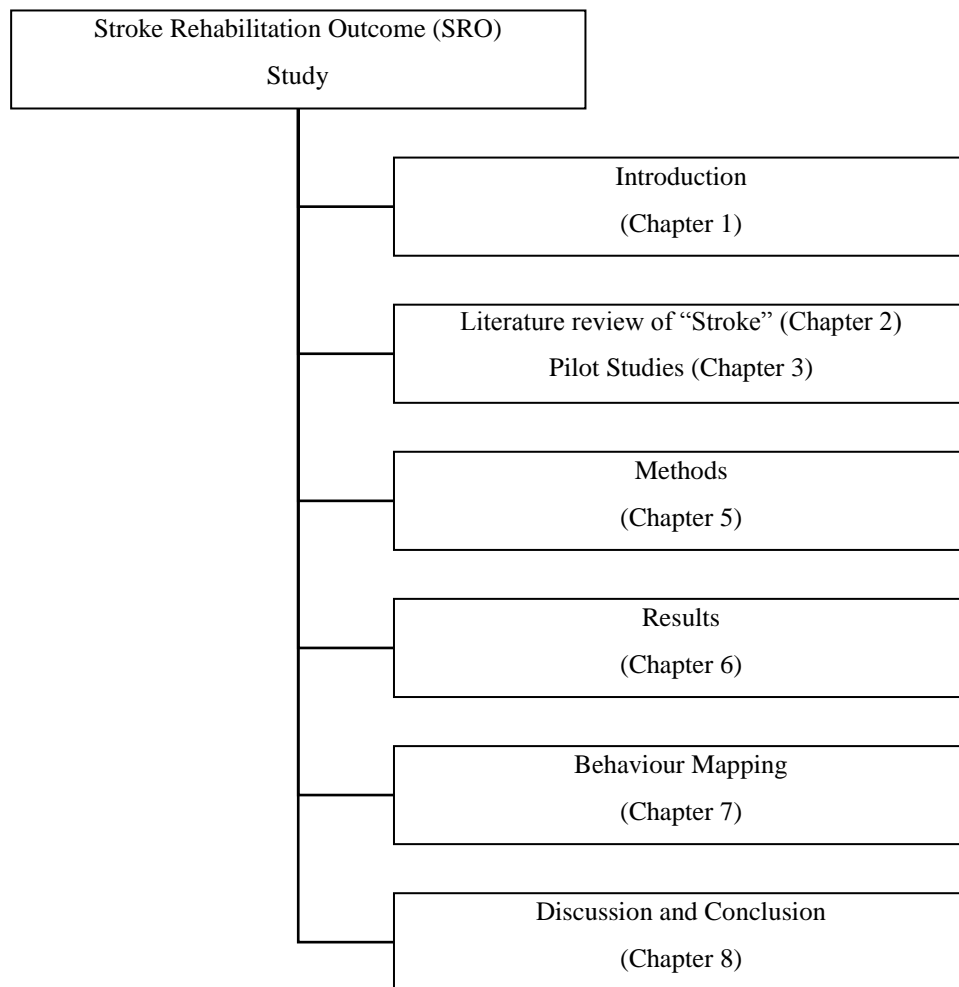 Stroke Rehabilitation Outcome (SRO)
Study
Introduction
(Chapter 1)
Literature review of “Stroke” (Chapter 2)
Pilot Studies (Chapter 3)
Methods
(Chapter 5)
Results
(Chapter 6)
Behaviour Mapping
(Chapter 7)
Discussion and Conclusion
(Chapter 8)